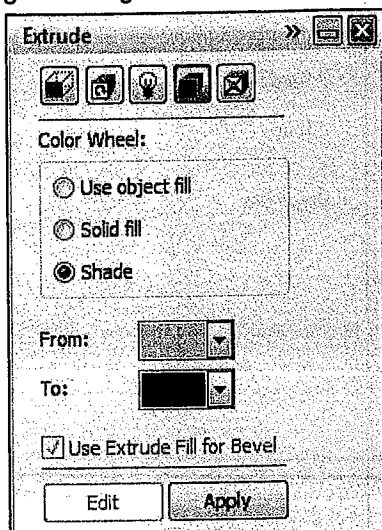 Extrude »
Color Wheel:
Use object fill
Solid fill
Shade
From:
To:
Use Extrude Fill for Bevel
Edit Apply